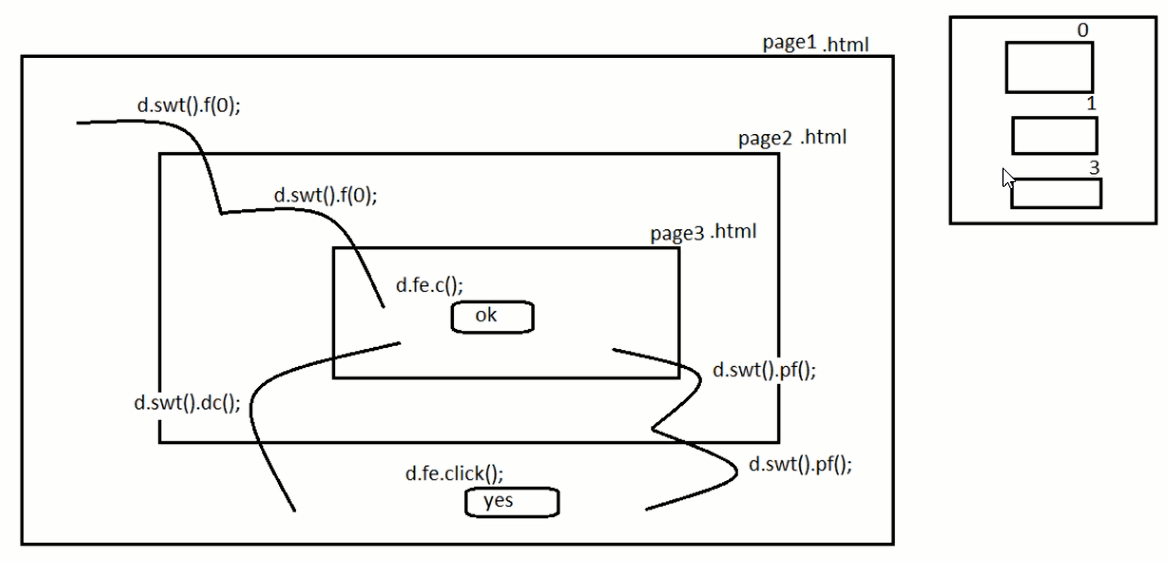 page1 .html
0
d.swt().f(0);
1
page2 .html
3
d.swt().f(0);
page3 .html
d.fe.c();
ok
d.swt().pf();
d.swt().dc();
d.swt().pf();
d.fe.click();
yes